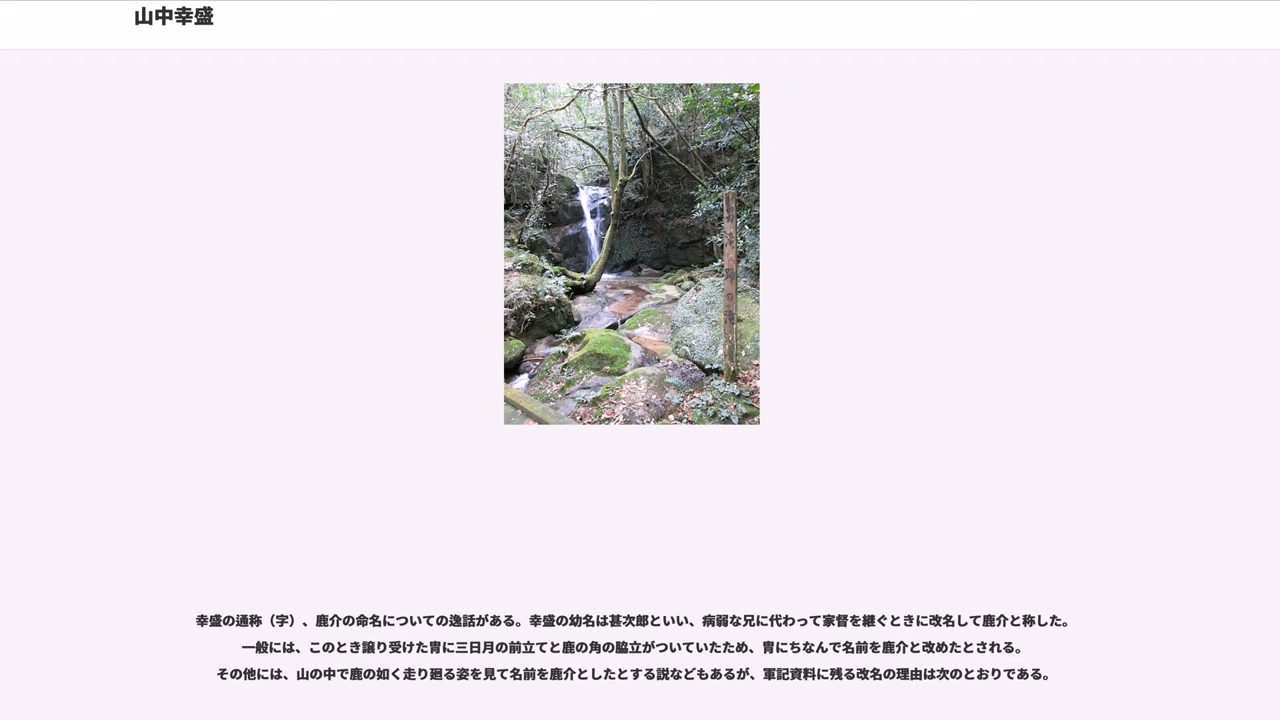 山中幸盛
幸盛の通称（字）、鹿介の命名についての逸話がある。幸盛の幼名は甚次郎といい、病弱な兄に代わって家督を継ぐときに改名して鹿介と称した。
一般には、このとき譲り受けた冑に三日月の前立てと鹿の角の脇立がついていたため、冑にちなんで名前を鹿介と改めたとされる。
その他には、山の中で鹿の如く走り廻る姿を見て名前を鹿介としたとする説などもあるが、軍記資料に残る改名の理由は次のとおりである。